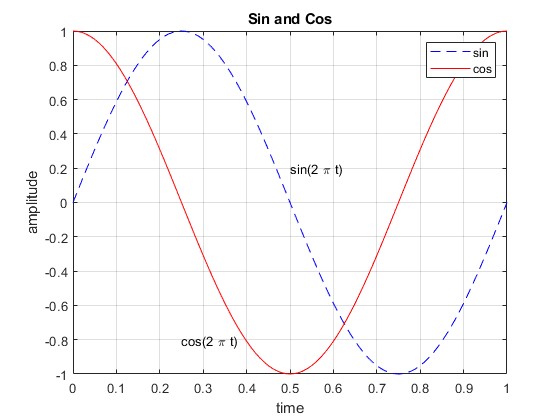 Sin and Cos
sin
cos
1
0.8
0.6
0.4
0.2
0
-0.2
-0.4
-0.6
-0.8
-1
amplitude
sin(2 π t)
cos(2 π t)
0 0.1 0.2 0.3 0.4 0.5 0.6 0.7 0.8 0.9 1
time